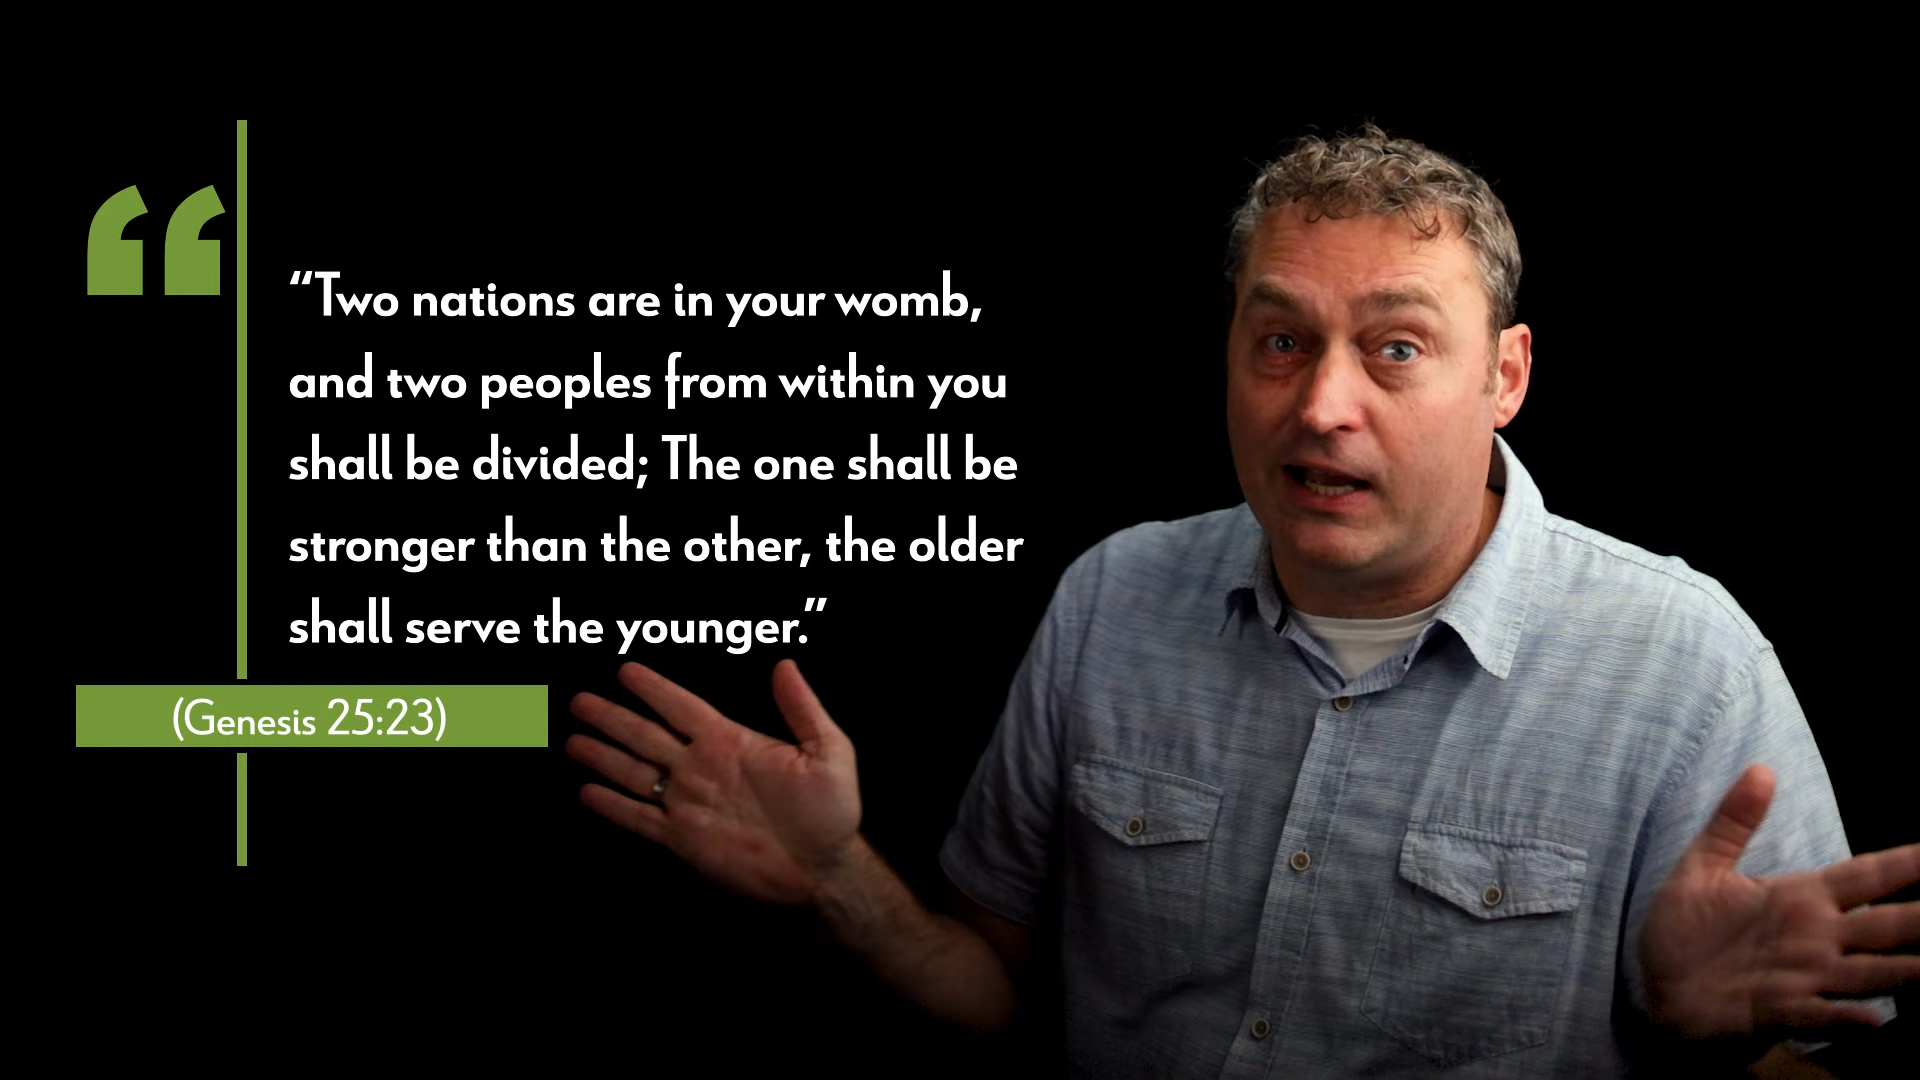 “Two nations are in your womb,
and two peoples from within you
shall be divided; The one shall be
stronger than the other, the older
shall serve the younger.”
(Genesis 25:23)